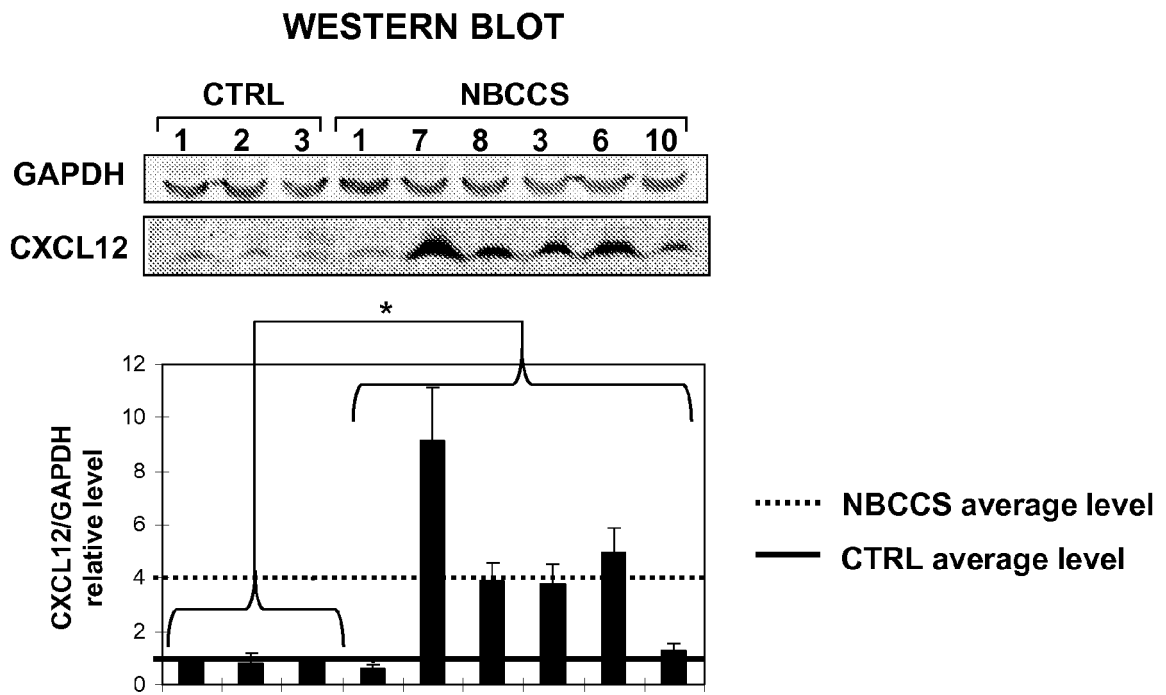 WESTERN BLOT
CTRL NBCCS
1 2 3 1 7 8 3 6 10
GAPDH
CXCL12
*
12
10
8
6
4
2
0
CXCL12/GAPDH
relative level
NBCCS average level
CTRL average level